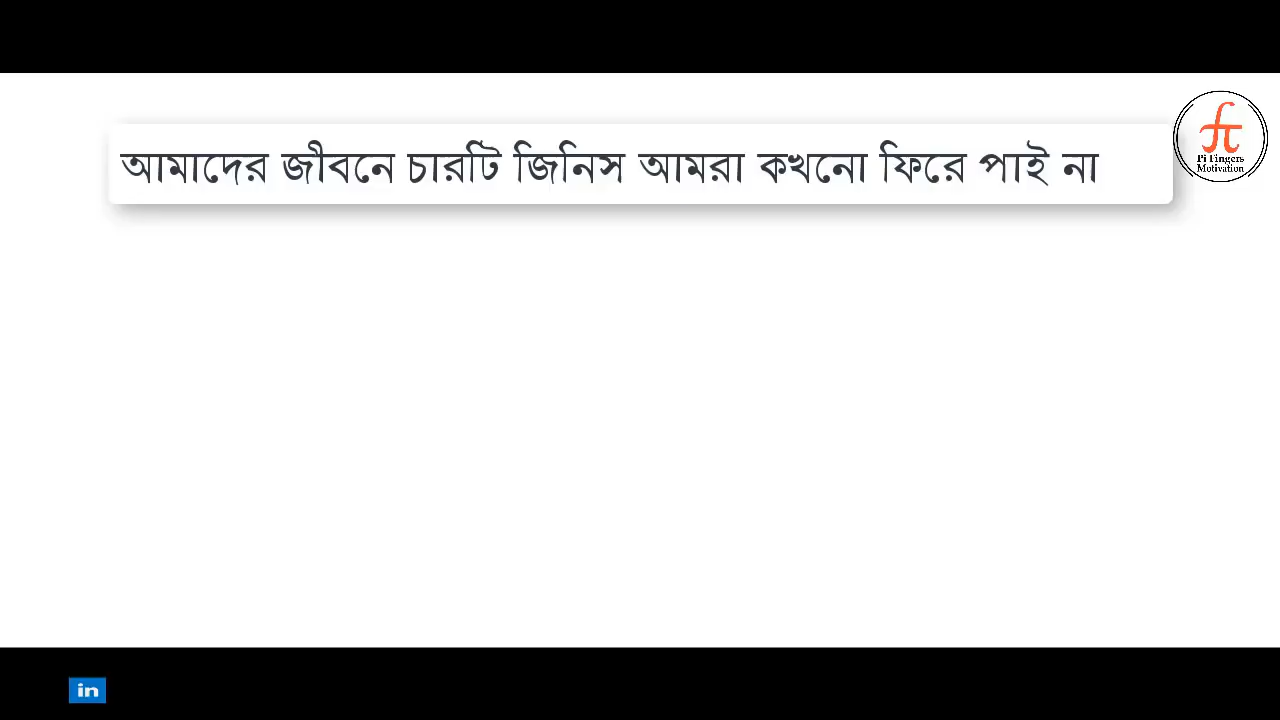 আমাদের জীবনে চারটি জিনিস আমরা কখনো ফিরে পাই না
Pi Fingers
Motivation
in